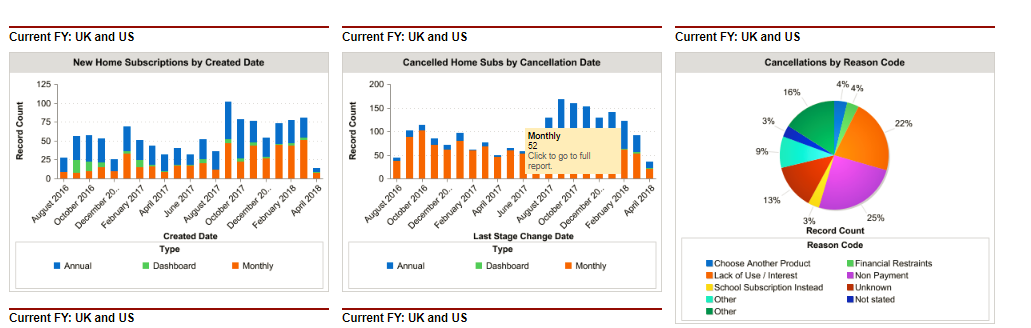 Current FY: UK and US
New Home Subscriptions by Created Date
Record Count
125
100
75
50
25
0
August 2016
October 2016
December 20..
February 2017
April 2017
June 2017
August 2017
October 2017
December 20..
February 2018
April 2018
Created Date
Type
Annual
Dashboard
Monthly
Current FY: UK and US
Cancelled Home Subs by Cancellation Date
Record Count
200
150
100
50
0
Monthly
52
Click to go to full
report.
August 2016
October 2016
December 20..
February 2017
April 2017
June 2017
August 2017
October 2017
December 20..
February 2018
April 2018
Last Stage Change Date
Type
Annual
Dashboard
Monthly
Current FY: UK and US
Cancellations by Reason Code
4%
4%
22%
25%
3%
13%
9%
3%
16%
Record Count
Reason Code
Choose Another Product
Financial Restraints
Lack of Use / Interest
Non Payment
School Subscription Instead
Unknown
Other
Not stated
Other
Current FY: UK and US
Current FY: UK and US